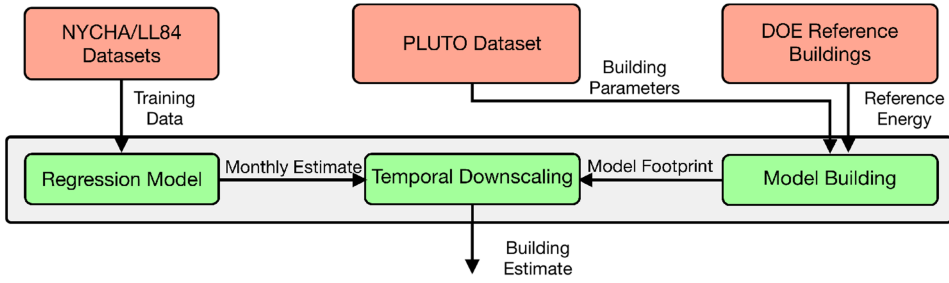 NYCHA/LL84
Datasets
PLUTO Dataset
DOE Reference
Buildings
Training
Data
Building
Parameters
Reference
Energy
Regression Model
Monthly Estimate
Temporal Downscaling
Model Footprint
Model Building
Building
Estimate